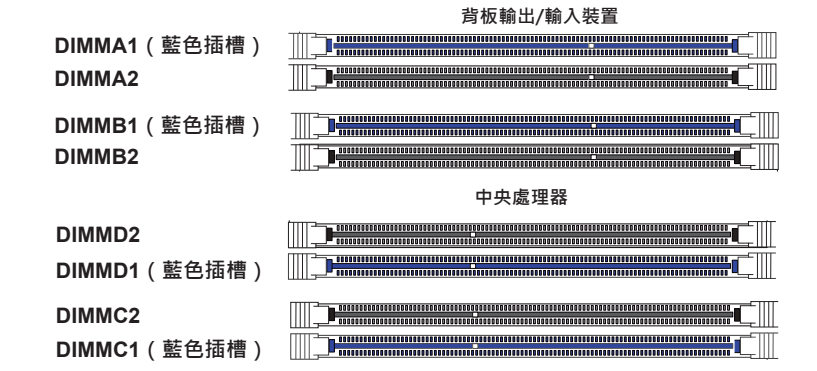 背板輸出/輸入裝置
DIMMA1（藍色插槽）
DIMMA2
DIMMB1（藍色插槽）
DIMMB2
中央處理器
DIMMD2
DIMMD1（藍色插槽）
DIMMC2
DIMMC1（藍色插槽）